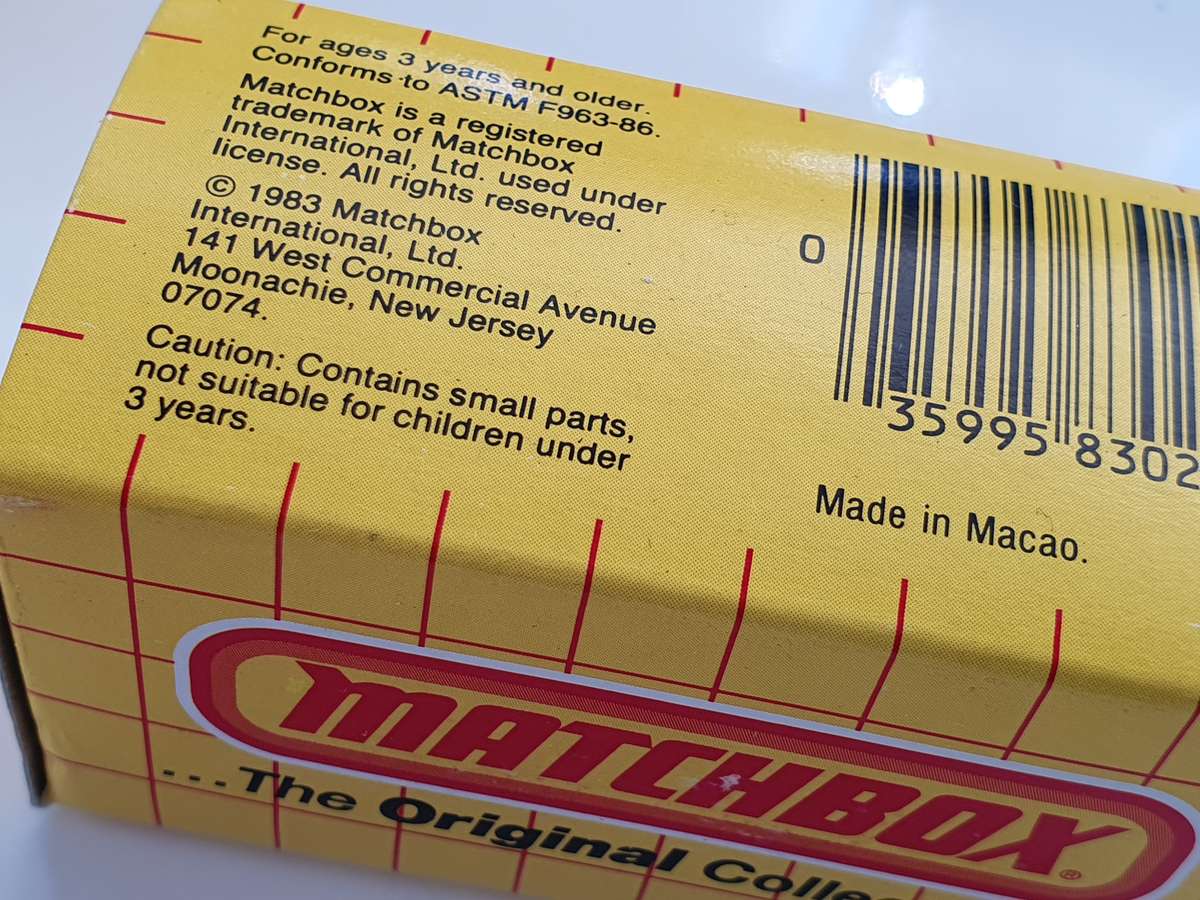 For ages 3 years and older.
Conforms to ASTM F963-86.
Matchbox is a registered
trademark of Matchbox
International, Ltd. used under
license. All rights reserved.
© 1983 Matchbox
International, Ltd.
141 West Commercial Avenue
Moonachie, New Jersey
07074.
Caution: Contains small parts,
not suitable for children under
3 years.
0 35995 8302
Made in Macao.
MATCHBOX®
...The Original